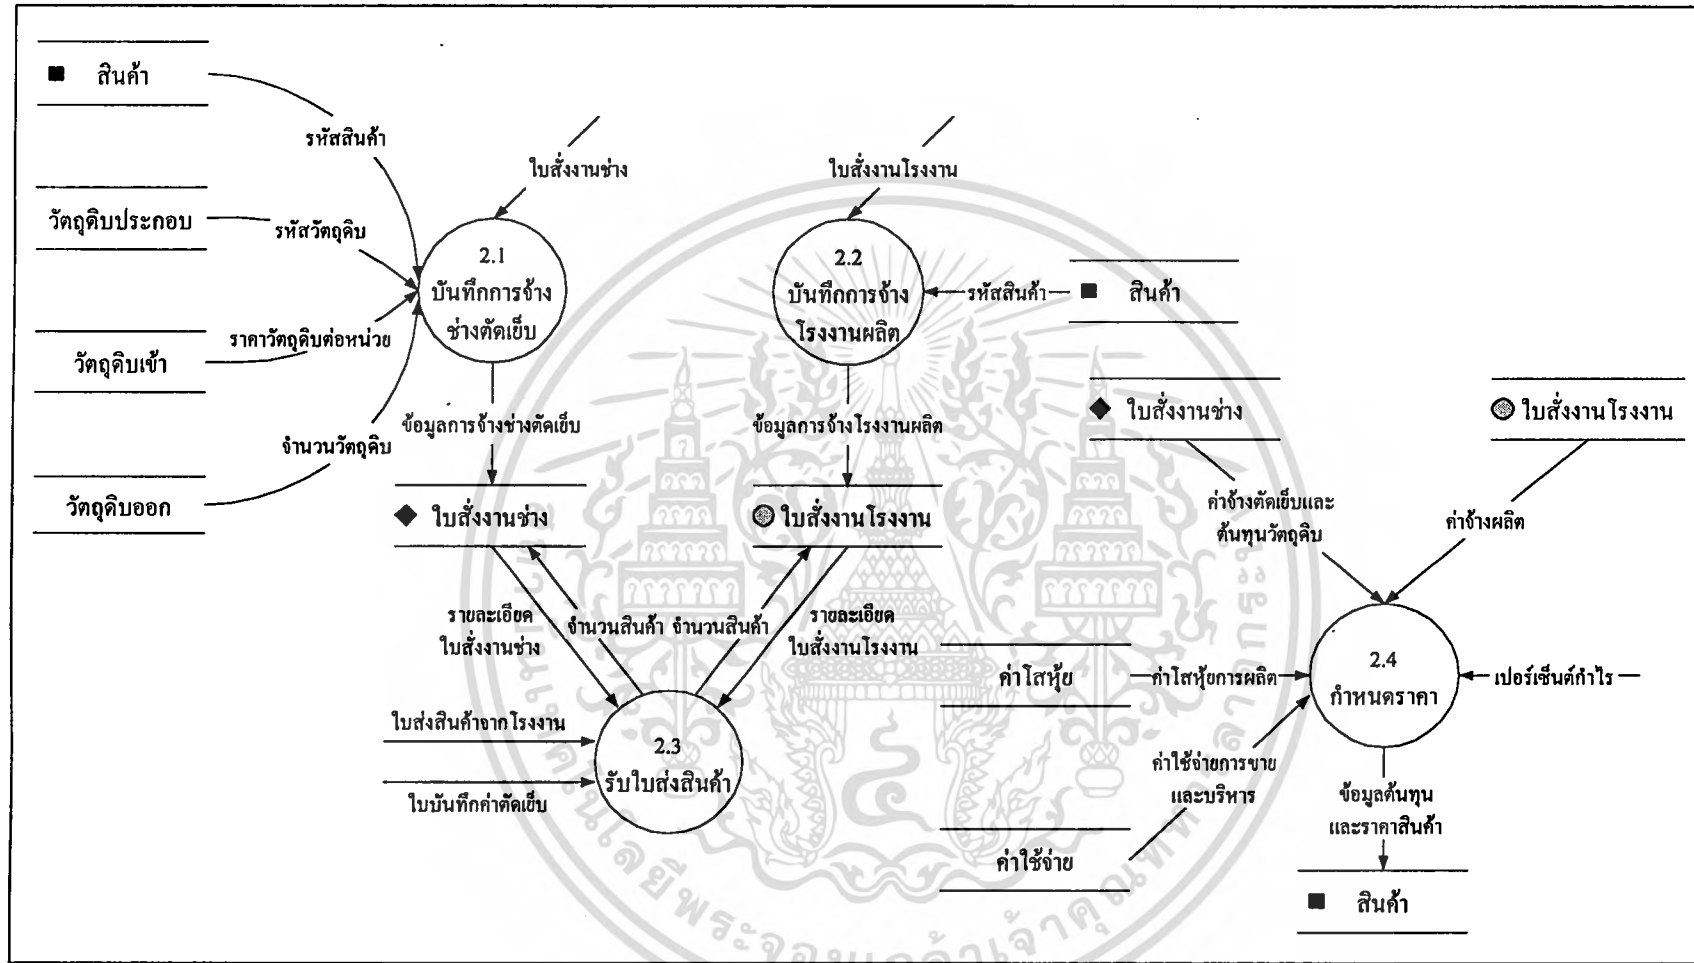 สินค้า
รหัสสินค้า
วัตถุดิบประกอบ
รหัสวัตถุดิบ
วัตถุดิบเข้า
ราคาวัตถุดิบต่อหน่วย
วัตถุดิบออก
จำนวนวัตถุดิบ
ใบสั่งงานช่าง
2.1
บันทึกการจ้าง
ช่างตัดเย็บ
ข้อมูลการจ้างช่างตัดเย็บ
ใบสั่งงานช่าง
ใบสั่งงานโรงงาน
2.2
บันทึกการจ้าง
โรงงานผลิต
รหัสสินค้า
สินค้า
ข้อมูลการจ้างโรงงานผลิต
ใบสั่งงานโรงงาน
รายละเอียด
ใบสั่งงานช่าง
จำนวนสินค้า
จำนวนสินค้า
รายละเอียด
ใบสั่งงานโรงงาน
ใบส่งสินค้าจากโรงงาน
ใบบันทึกค่าตัดเย็บ
2.3
รับใบส่งสินค้า
ใบสั่งงานช่าง
ใบสั่งงานโรงงาน
ค่าจ้างตัดเย็บและ
ต้นทุนวัตถุดิบ
ค่าจ้างผลิต
ค่าโสหุ้ย
ค่าโสหุ้ยการผลิต
2.4
กำหนดราคา
เปอร์เซ็นต์กำไร
ค่าใช้จ่ายการขาย
และบริหาร
ค่าใช้จ่าย
ข้อมูลต้นทุน
และราคาสินค้า
สินค้า